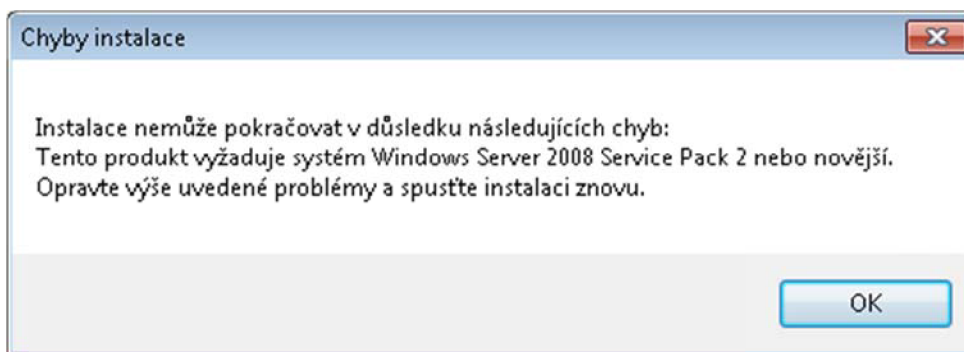 Chyby instalace
Instalace nemůže pokračovat v důsledku následujících chyb:
Tento produkt vyžaduje systém Windows Server 2008 Service Pack 2 nebo novější.
Opravte výše uvedené problémy a spusťte instalaci znovu.
OK